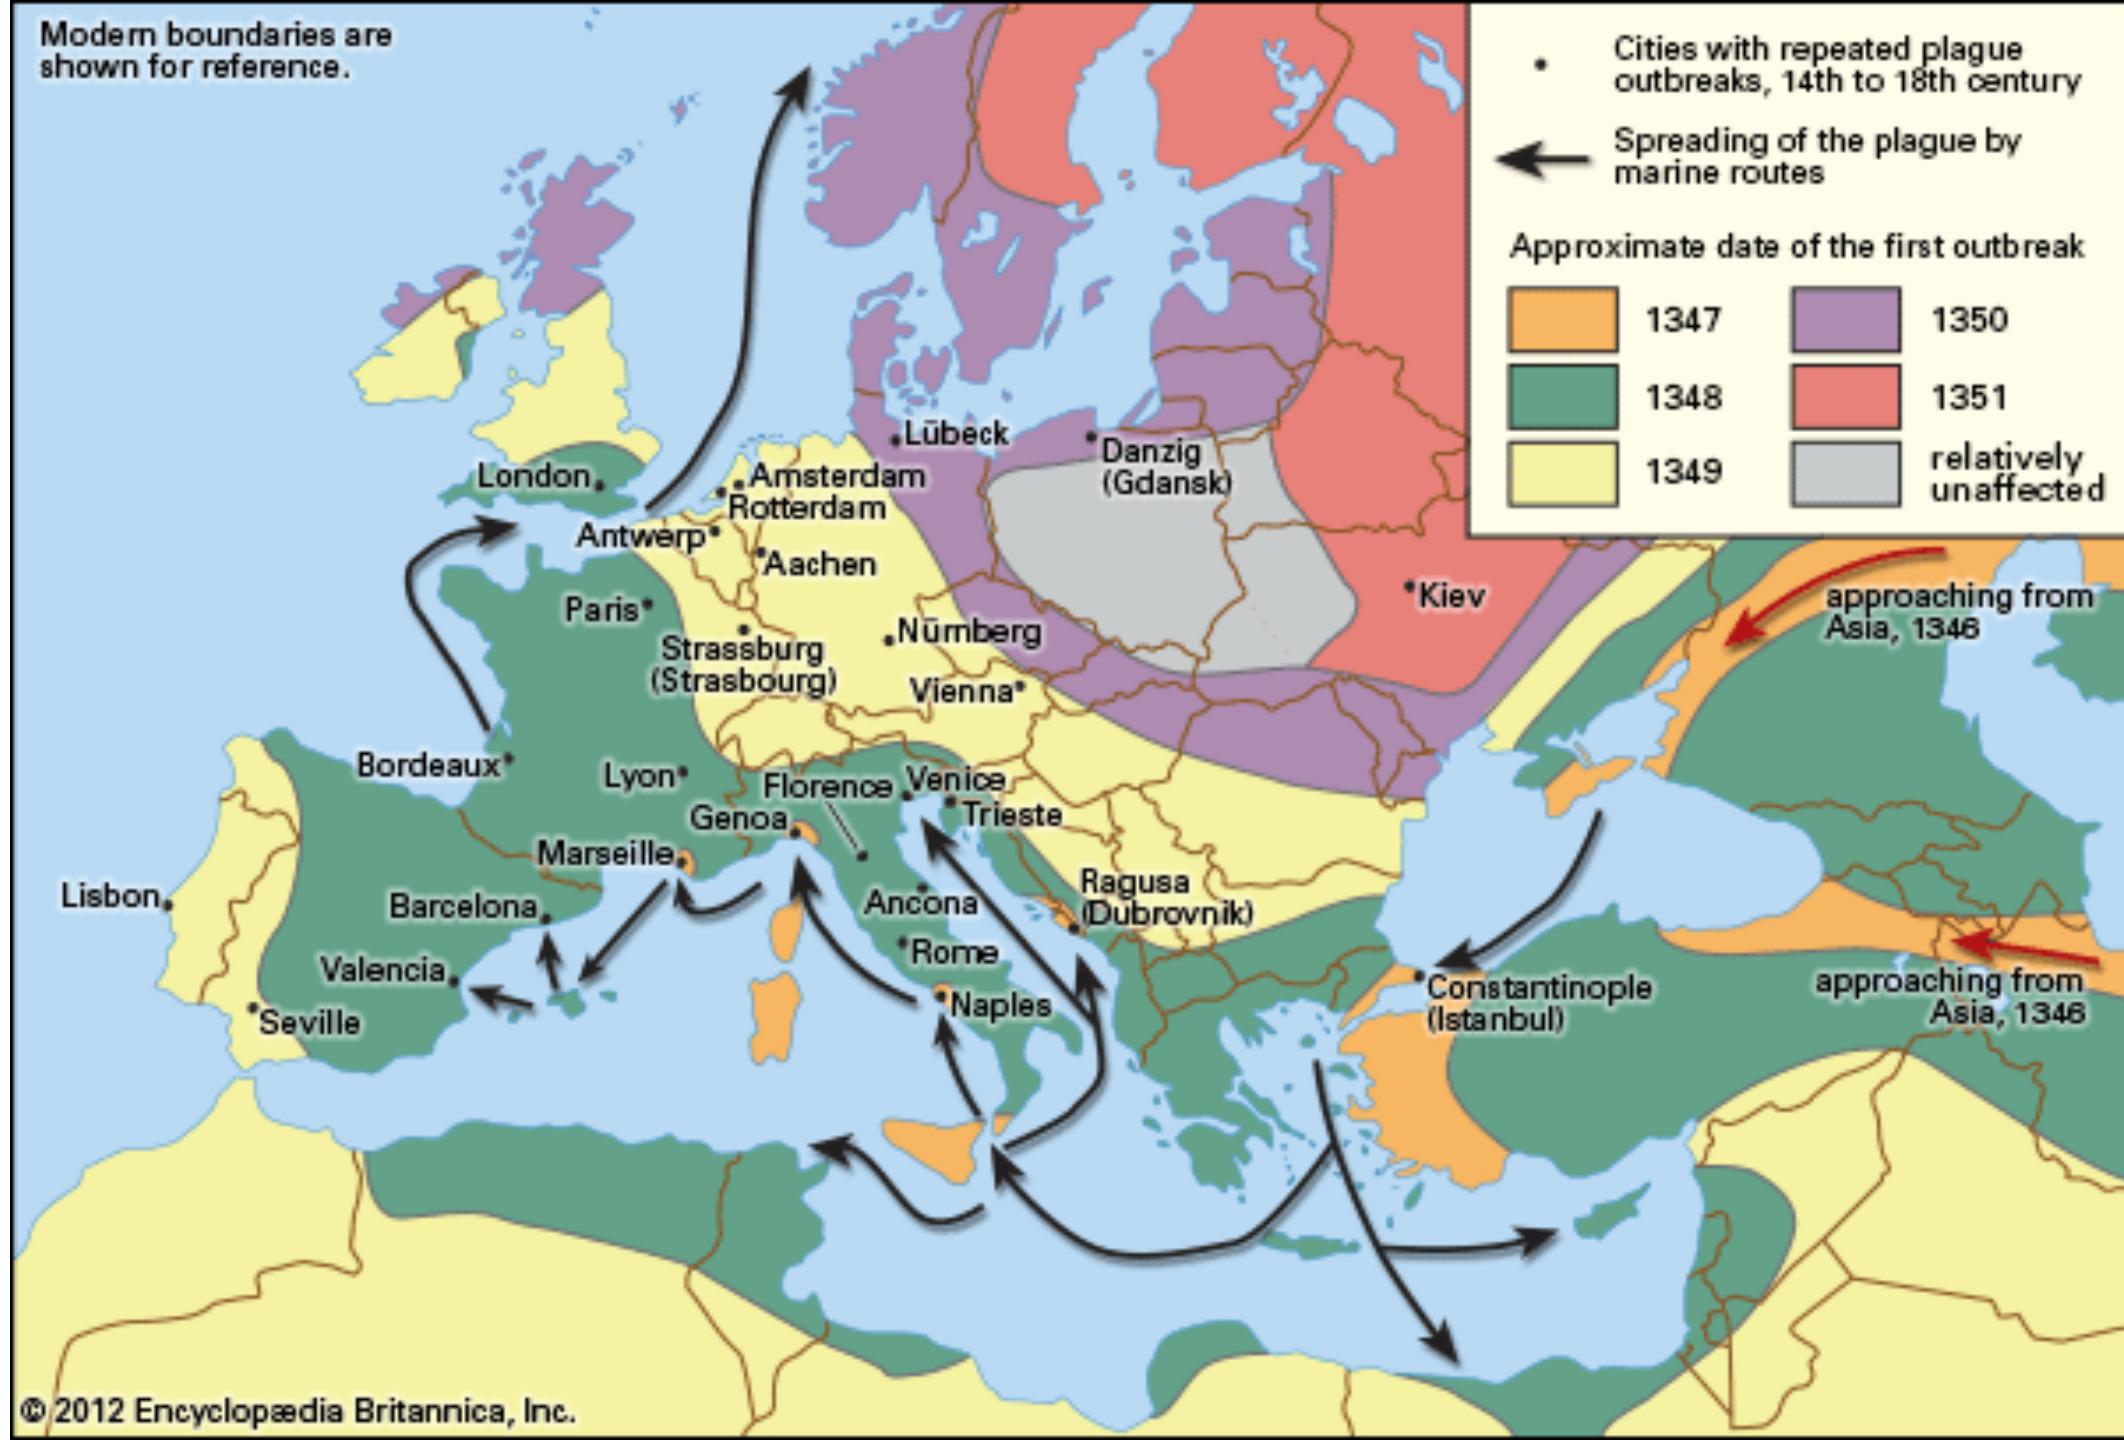 Modern boundaries are
shown for reference.
Cities with repeated plague
outbreaks, 14th to 18th century
Spreading of the plague by
marine routes
Approximate date of the first outbreak
1347
1350
1348
1351
1349
relatively
unaffected
Lübeck
Danzig
(Gdansk)
London
Amsterdam
Rotterdam
Antwerp
Aachen
Kiev
Paris
Nürnberg
Strassburg
(Strasbourg)
Vienna
approaching from
Asia, 1346
Bordeaux
Lyon
Florence
Venice
Trieste
Genoa
Marseille
Lisbon
Barcelona
Ancona
Ragusa
(Dubrovnik)
Rome
Valencia
Naples
Seville
Constantinople
(Istanbul)
approaching from
Asia, 1346
© 2012 Encyclopædia Britannica, Inc.